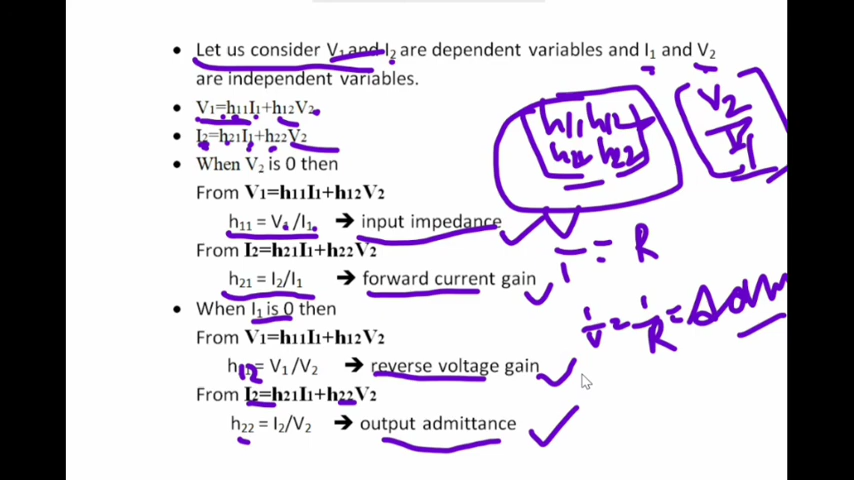 • Let us consider V₁ and I₂ are dependent variables and I₁ and V₂
are independent variables.
• V₁=h₁₁I₁+h₁₂V₂.
• I₂=h₂₁I₁+h₂₂V₂
• When V₂ is 0 then
From V₁=h₁₁I₁+h₁₂V₂
h₁₁ = V₁/I₁. ➔ input impedance
From I₂=h₂₁I₁+h₂₂V₂
h₂₁ = I₂/I₁ ➔ forward current gain
• When I₁ is 0 then
From V₁=h₁₁I₁+h₁₂V₂
h₁₂ = V₁/V₂ ➔ reverse voltage gain
From I₂=h₂₁I₁+h₂₂V₂
h₂₂ = I₂/V₂ ➔ output admittance
h11 h12
h22
V2
I1
V/I = R
1/V = 1/R =